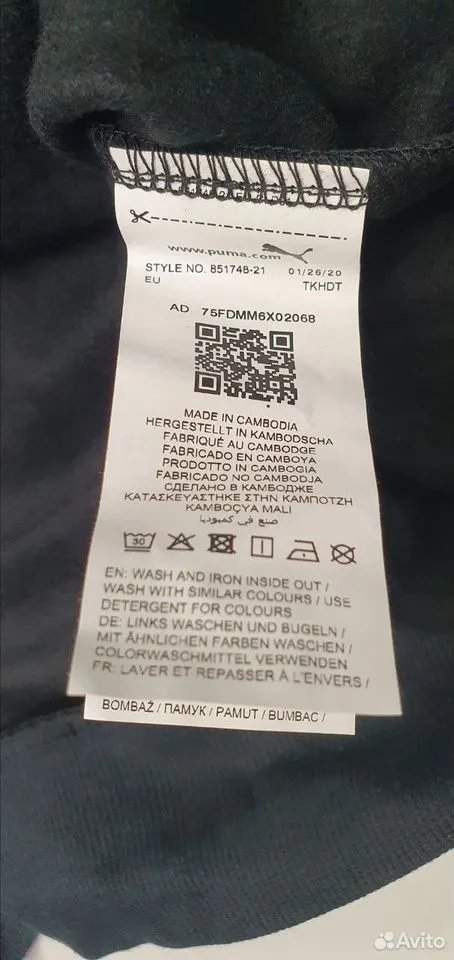 www.puma.com
STYLE NO. 851748-21 01/26/20
EU TKHDT
AD 75FDMM6X02068
MADE IN CAMBODIA
HERGESTELLT IN KAMBODSCHA
FABRIQUÉ AU CAMBODGE
FABRICADO EN CAMBOYA
PRODOTTO IN CAMBOGIA
FABRICADO NO CAMBODJA
СДЕЛАНО В КАМБОДЖЕ
ΚΑΤΑΣΚΕΥΑΣΤΗΚΕ ΣΤΗΝ ΚΑΜΠΟΤΖΗ
KAMBOÇYA MALI
صنع في كمبوديا
30
EN: WASH AND IRON INSIDE OUT /
WASH WITH SIMILAR COLOURS / USE
DETERGENT FOR COLOURS
DE: LINKS WASCHEN UND BÜGELN /
MIT ÄHNLICHEN FARBEN WASCHEN /
COLORWASCHMITTEL VERWENDEN
FR: LAVER ET REPASSER À L'ENVERS /
BOMBAŽ / ПАМУК / PAMUT / BUMBAC /
Avito